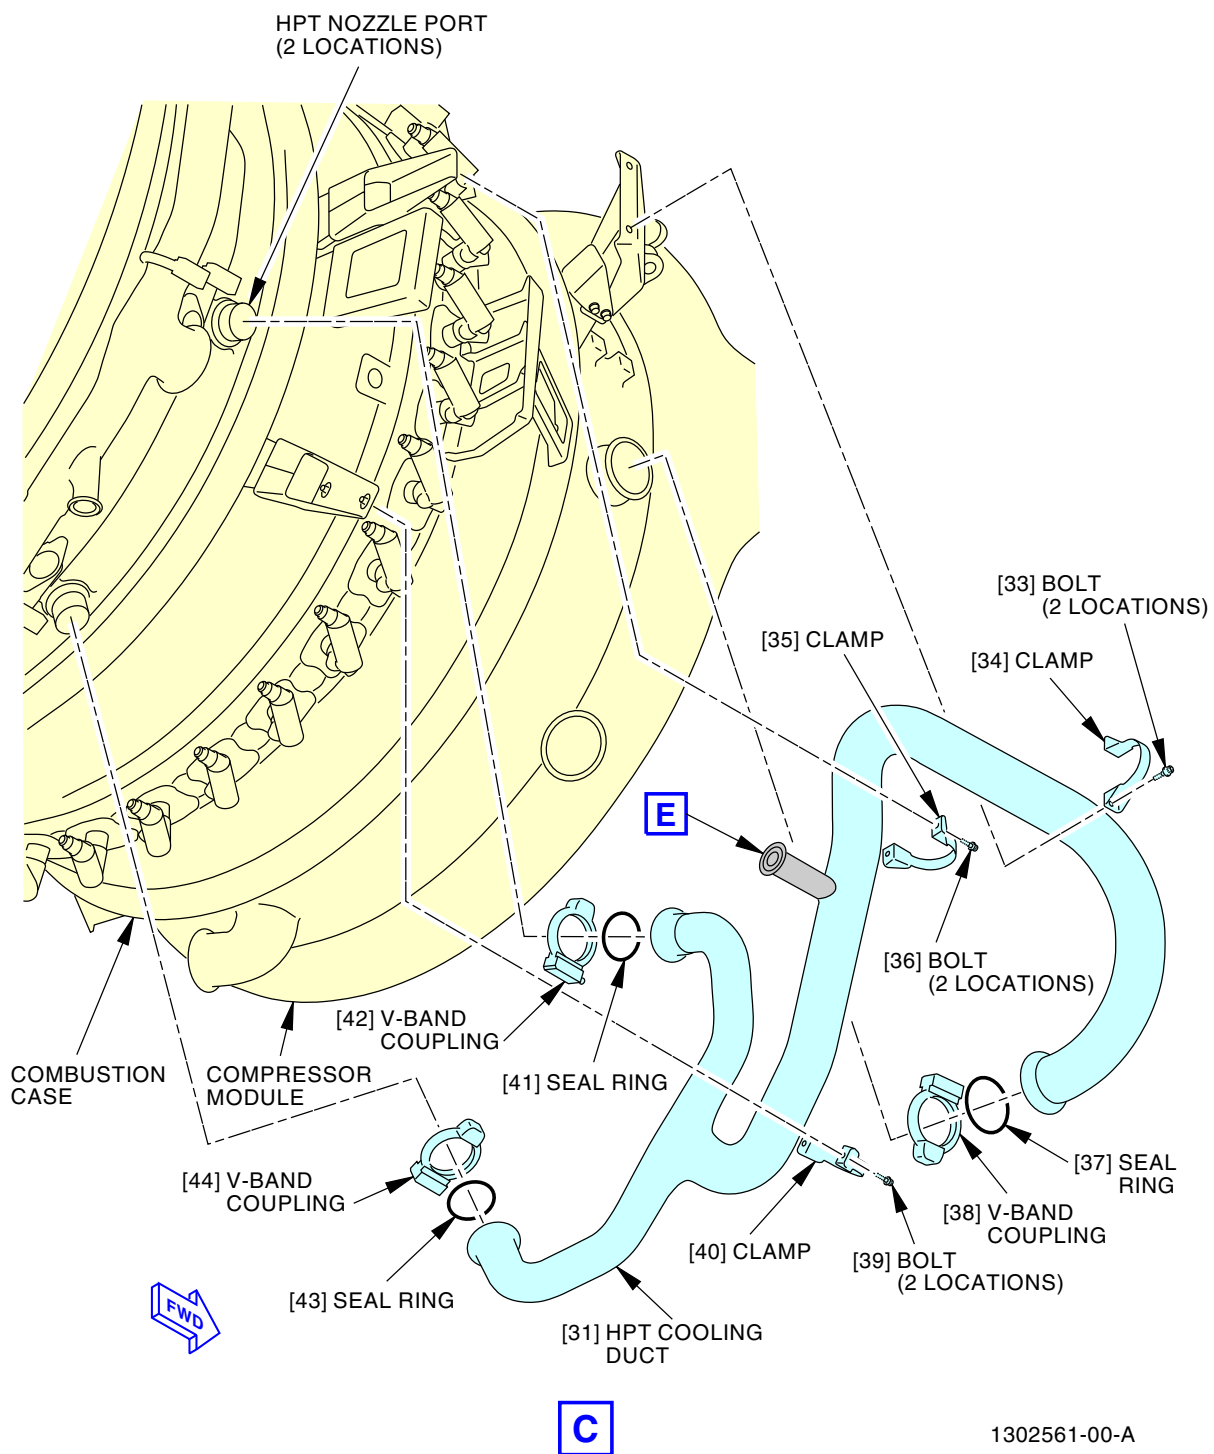 HPT NOZZLE PORT
(2 LOCATIONS)
[33] BOLT
(2 LOCATIONS)
[35] CLAMP
[34] CLAMP
E
[36] BOLT
(2 LOCATIONS)
[42] V-BAND
COUPLING
COMBUSTION
CASE
COMPRESSOR
MODULE
[41] SEAL RING
[44] V-BAND
COUPLING
[37] SEAL
RING
[38] V-BAND
COUPLING
[40] CLAMP
[39] BOLT
(2 LOCATIONS)
[43] SEAL RING
FWD
[31] HPT COOLING
DUCT
C
1302561-00-A